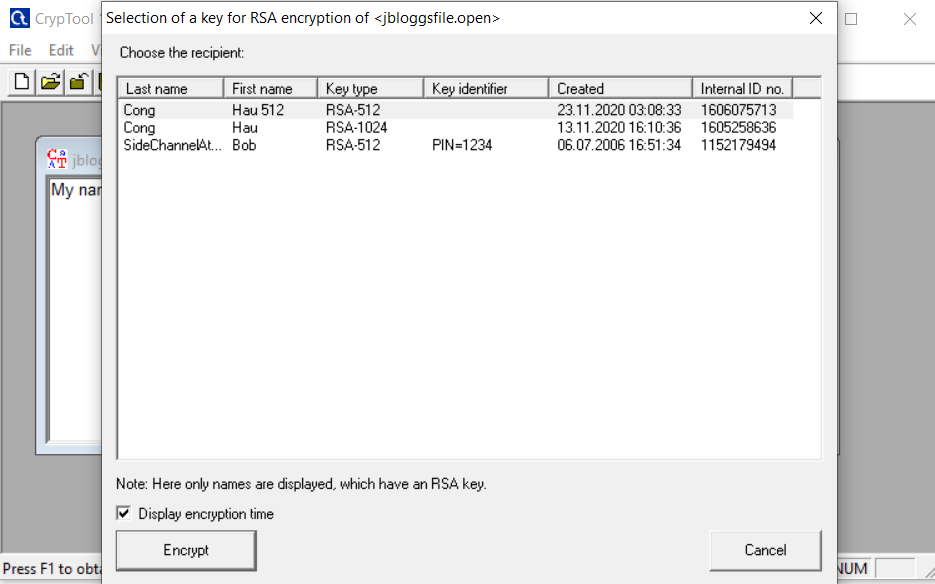 CrypTool
Selection of a key for RSA encryption of <jbloggsfile.open>
File Edit
Choose the recipient:
Last name First name Key type Key identifier Created Internal ID no.
Cong Hau 512 RSA-512 23.11.2020 03:08:33 1606075713
Cong Hau RSA-1024 13.11.2020 16:10:36 1605258636
SideChannelAt... Bob RSA-512 PIN=1234 06.07.2006 16:51:34 1152179494
jblog
My nar
Note: Here only names are displayed, which have an RSA key.
Display encryption time
Encrypt Cancel
Press F1 to obta NUM